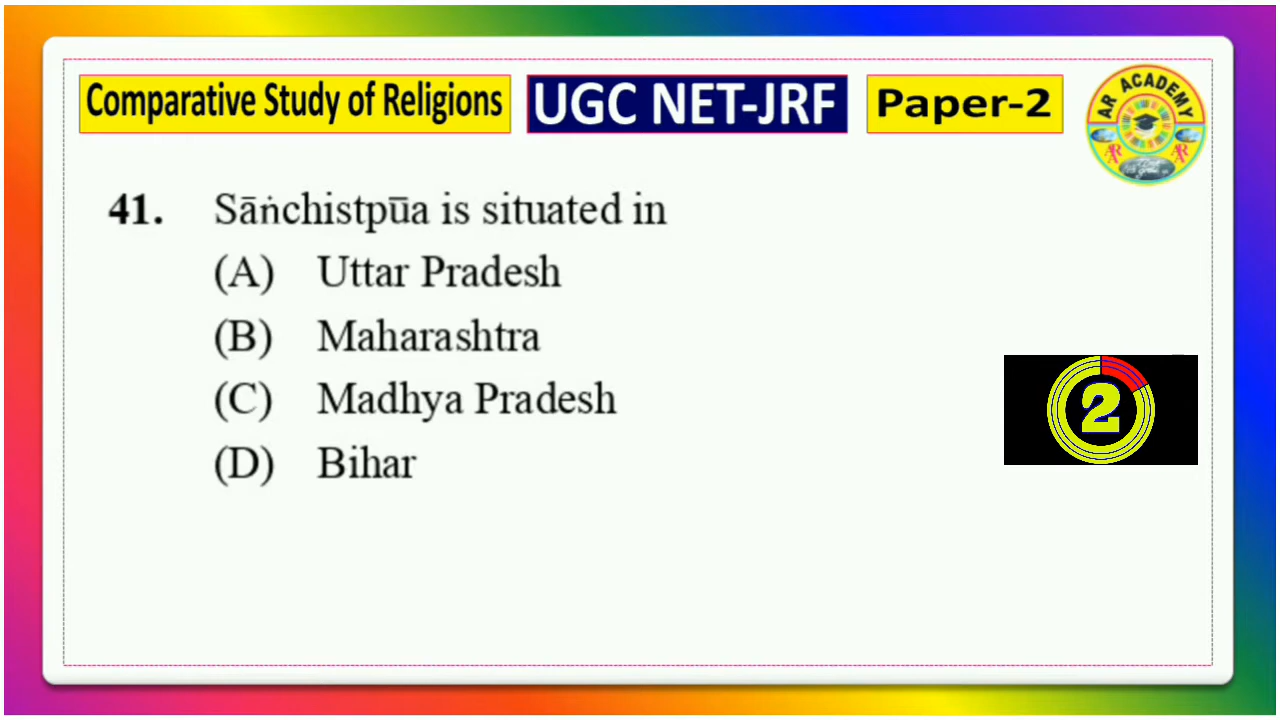 Comparative Study of Religions UGC NET-JRF Paper-2
AR ACADEMY
41. Sāṅchistpūa is situated in
(A) Uttar Pradesh
(B) Maharashtra
(C) Madhya Pradesh
(D) Bihar
2